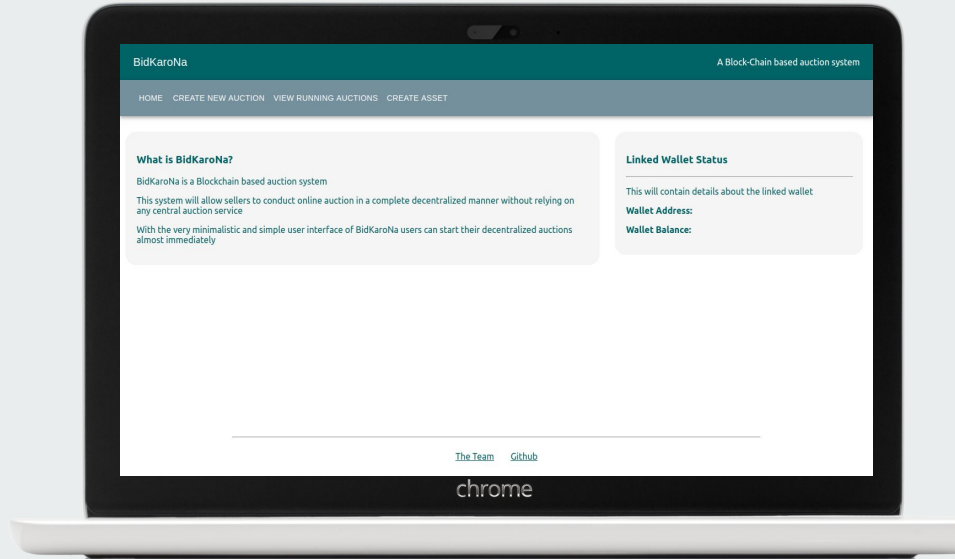 BidKaroNa
A Block-Chain based auction system
HOME CREATE NEW AUCTION VIEW RUNNING AUCTIONS CREATE ASSET
What is BidKaroNa?
BidKaroNa is a Blockchain based auction system
This system will allow sellers to conduct online auction in a complete decentralized manner without relying on
any central auction service
With the very minimalistic and simple user interface of BidKaroNa users can start their decentralized auctions
almost immediately
Linked Wallet Status
This will contain details about the linked wallet
Wallet Address:
Wallet Balance:
The Team Github
chrome